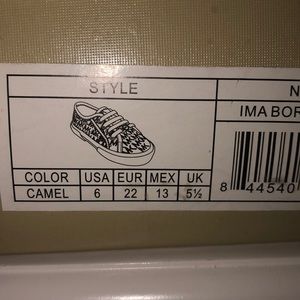 STYLE N
IMA BOR
COLOR USA EUR MEX UK
CAMEL 6 22 13 5½
8 44540